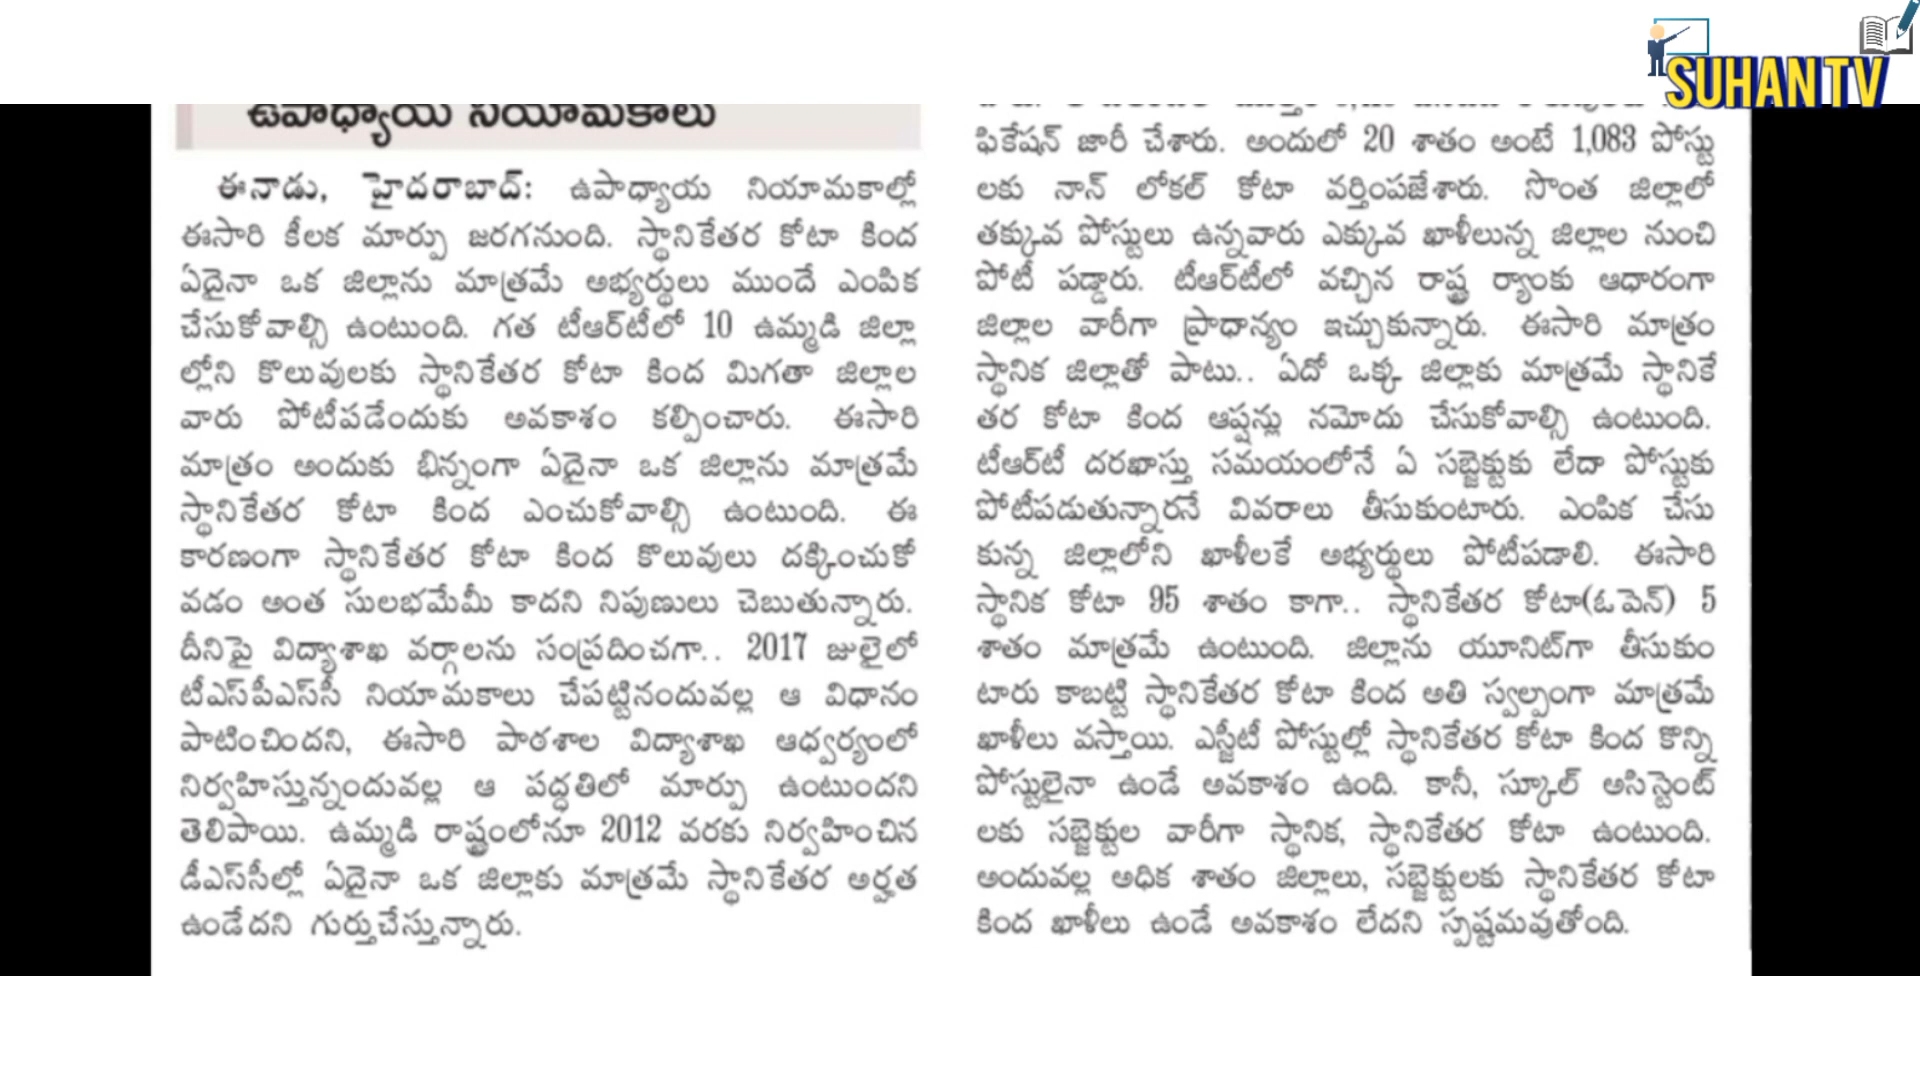 SUHAN TV
ఉపాధ్యాయ నియామకాలు
ఈనాడు, హైదరాబాద్: ఉపాధ్యాయ నియామకాల్లో
ఈసారి కీలక మార్పు జరగనుంది. స్థానికేతర కోటా కింద
ఏదైనా ఒక జిల్లాను మాత్రమే అభ్యర్థులు ముందే ఎంపిక
చేసుకోవాల్సి ఉంటుంది. గత టీఆర్‌టీలో 10 ఉమ్మడి జిల్లా
ల్లోని కొలువులకు స్థానికేతర కోటా కింద మిగతా జిల్లాల
వారు పోటీపడేందుకు అవకాశం కల్పించారు. ఈసారి
మాత్రం అందుకు భిన్నంగా ఏదైనా ఒక జిల్లాను మాత్రమే
స్థానికేతర కోటా కింద ఎంచుకోవాల్సి ఉంటుంది. ఈ
కారణంగా స్థానికేతర కోటా కింద కొలువులు దక్కించుకో
వడం అంత సులభమేమీ కాదని నిపుణులు చెబుతున్నారు.
దీనిపై విద్యాశాఖ వర్గాలను సంప్రదించగా.. 2017 జులైలో
టీఎస్‌పీఎస్‌సీ నియామకాలు చేపట్టినందువల్ల ఆ విధానం
పాటించిందని, ఈసారి పాఠశాల విద్యాశాఖ ఆధ్వర్యంలో
నిర్వహిస్తున్నందువల్ల ఆ పద్ధతిలో మార్పు ఉంటుందని
తెలిపాయి. ఉమ్మడి రాష్ట్రంలోనూ 2012 వరకు నిర్వహించిన
డీఎస్‌సీల్లో ఏదైనా ఒక జిల్లాకు మాత్రమే స్థానికేతర అర్హత
ఉండేదని గుర్తుచేస్తున్నారు.
ఫికేషన్ జారీ చేశారు. అందులో 20 శాతం అంటే 1,083 పోస్టు
లకు నాన్ లోకల్ కోటా వర్తింపజేశారు. సొంత జిల్లాలో
తక్కువ పోస్టులు ఉన్నవారు ఎక్కువ ఖాళీలున్న జిల్లాల నుంచి
పోటీ పడ్డారు. టీఆర్‌టీలో వచ్చిన రాష్ట్ర ర్యాంకు ఆధారంగా
జిల్లాల వారీగా ప్రాధాన్యం ఇచ్చుకున్నారు. ఈసారి మాత్రం
స్థానిక జిల్లాతో పాటు.. ఏదో ఒక్క జిల్లాకు మాత్రమే స్థానికే
తర కోటా కింద ఆప్షన్లు నమోదు చేసుకోవాల్సి ఉంటుంది.
టీఆర్‌టీ దరఖాస్తు సమయంలోనే ఏ సబ్జెక్టుకు లేదా పోస్టుకు
పోటీపడుతున్నారనే వివరాలు తీసుకుంటారు. ఎంపిక చేసు
కున్న జిల్లాలోని ఖాళీలకే అభ్యర్థులు పోటీపడాలి. ఈసారి
స్థానిక కోటా 95 శాతం కాగా.. స్థానికేతర కోటా(ఓపెన్) 5
శాతం మాత్రమే ఉంటుంది. జిల్లాను యూనిట్‌గా తీసుకుం
టారు కాబట్టి స్థానికేతర కోటా కింద అతి స్వల్పంగా మాత్రమే
ఖాళీలు వస్తాయి. ఎస్జీటీ పోస్టుల్లో స్థానికేతర కోటా కింద కొన్ని
పోస్టులైనా ఉండే అవకాశం ఉంది. కానీ, స్కూల్ అసిస్టెంట్
లకు సబ్జెక్టుల వారీగా స్థానిక, స్థానికేతర కోటా ఉంటుంది.
అందువల్ల అధిక శాతం జిల్లాలు, సబ్జెక్టులకు స్థానికేతర కోటా
కింద ఖాళీలు ఉండే అవకాశం లేదని స్పష్టమవుతోంది.